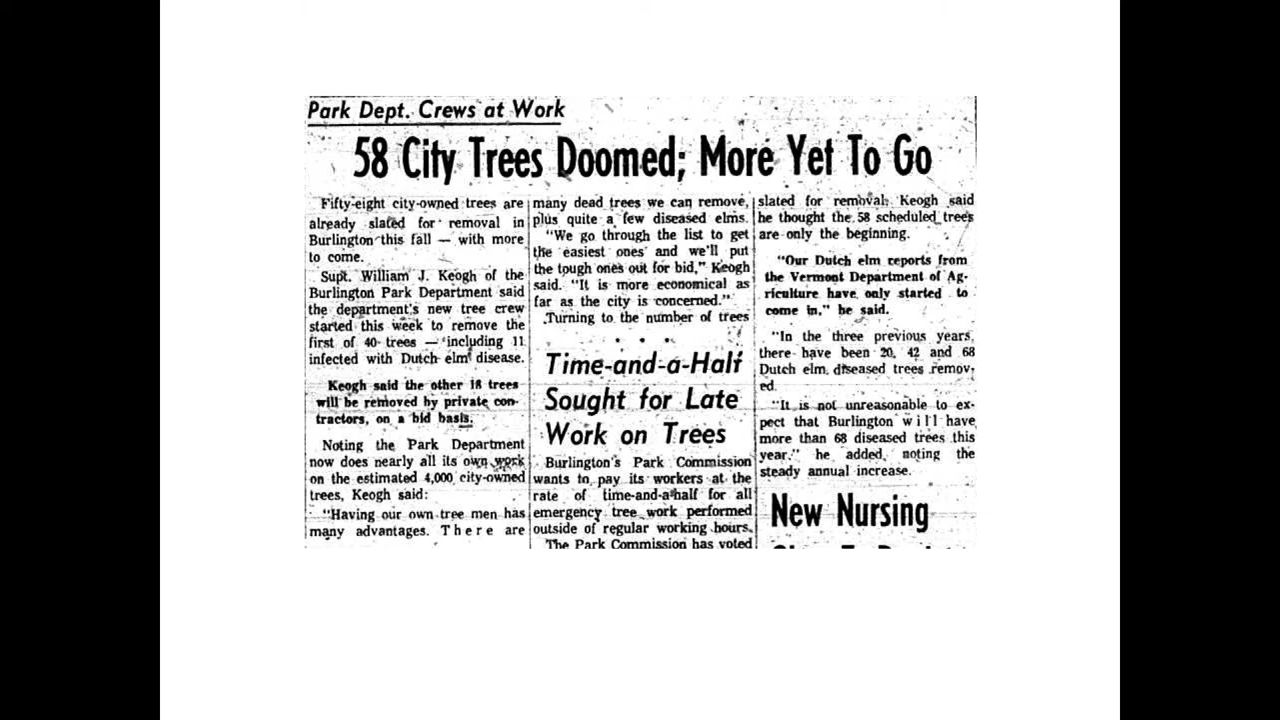 Park Dept. Crews at Work
58 City Trees Doomed; More Yet To Go
Fifty-eight city-owned trees are
already slated for removal in
Burlington this fall — with more
to come.
Supt. William J. Keogh of the
Burlington Park Department said
the department's new tree crew
started this week to remove the
first of 40 trees — including 11
infected with Dutch elm disease.
Keogh said the other 18 trees
will be removed by private con-
tractors, on a bid basis.
Noting the Park Department
now does nearly all its own work
on the estimated 4,000 city-owned
trees, Keogh said:
"Having our own tree men has
many advantages. There are
many dead trees we can remove,
plus quite a few diseased elms.
"We go through the list to get
the easiest ones and we'll put
the tough ones out for bid," Keogh
said. "It is more economical as
far as the city is concerned."
Turning to the number of trees
slated for removal, Keogh said
he thought the 58 scheduled trees
are only the beginning.
"Our Dutch elm reports from
the Vermont Department of Ag-
riculture have only started to
come in," he said.
"In the three previous years,
there have been 20, 42 and 68
Dutch elm diseased trees remov-
ed.
"It is not unreasonable to ex-
pect that Burlington will have
more than 68 diseased trees this
year." he added, noting the
steady annual increase.
Time-and-a-Half
Sought for Late
Work on Trees
Burlington's Park Commission
wants to pay its workers at the
rate of time-and-a-half for all
emergency tree work performed
outside of regular working hours.
The Park Commission has voted
New Nursing